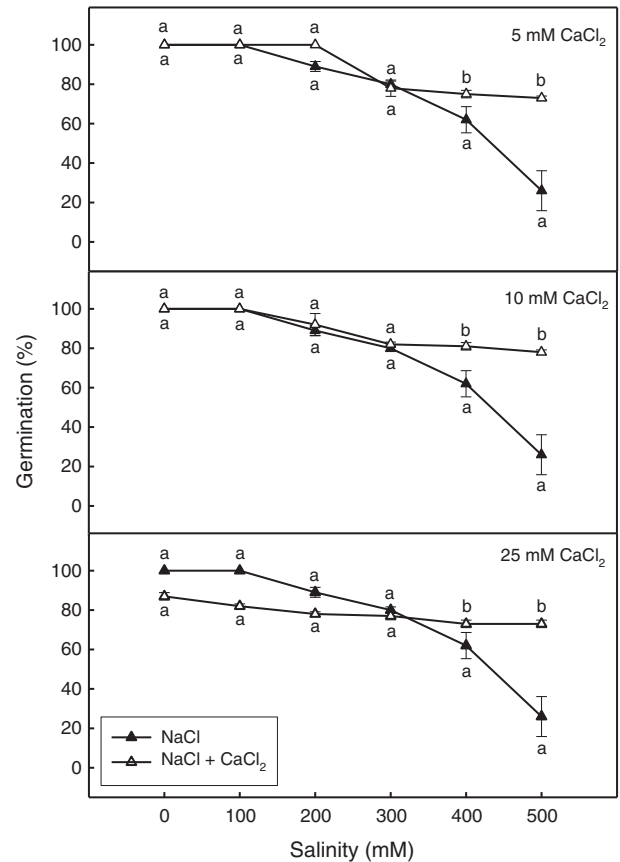 5 mM CaCl₂
a a a a b b
100
80
60
40
20
0
a a a a a a
10 mM CaCl₂
a a a a b b
100
80
60
40
20
0
a a a a a a
Germination (%)
25 mM CaCl₂
a a a a b b
100
80
60
40
20
0
a a a a a a
NaCl
NaCl + CaCl₂
0 100 200 300 400 500
Salinity (mM)